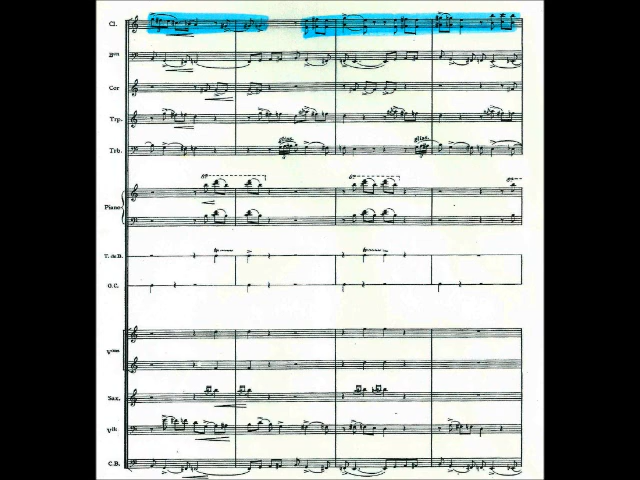 Cl.
Bon
Cor
Trp.
Trb.
Piano
T. de B.
G.C.
Vons
Sax.
Vlle
C.B.